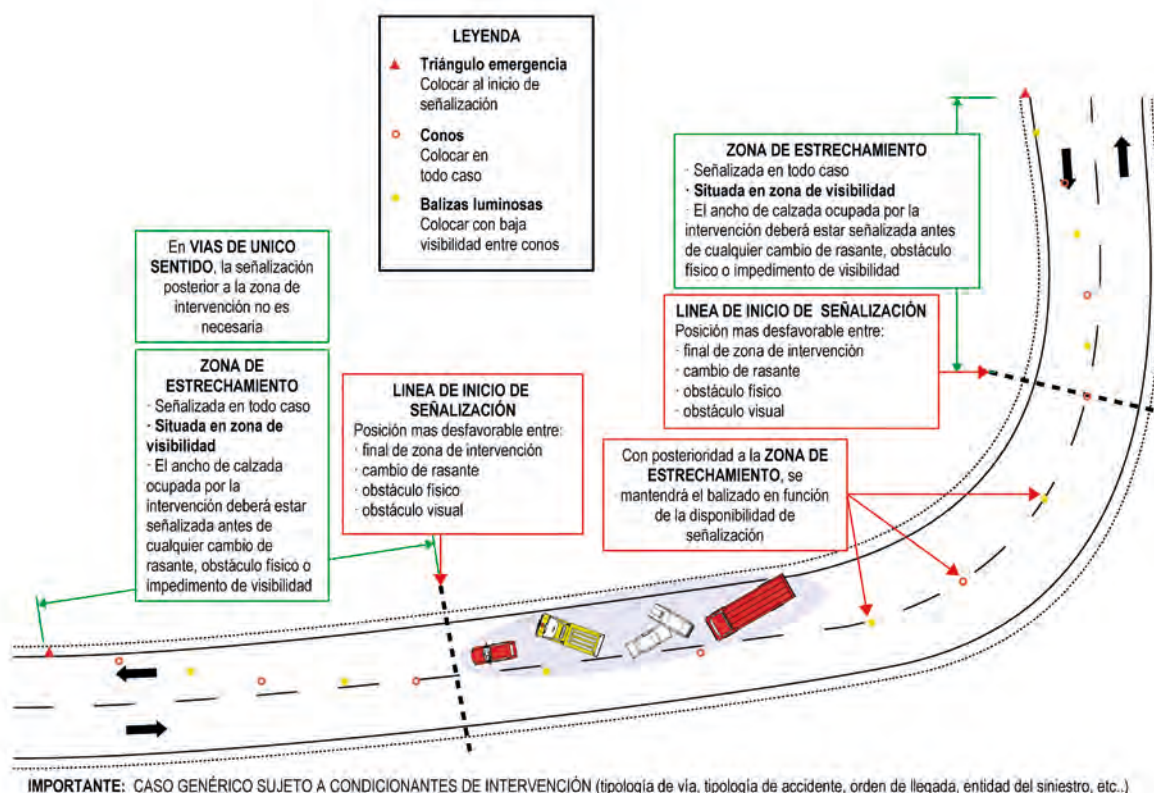 LEYENDA
Triángulo emergencia
Colocar al inicio de
señalización
Conos
Colocar en
todo caso
Balizas luminosas
Colocar con baja
visibilidad entre conos
ZONA DE ESTRECHAMIENTO
· Señalizada en todo caso
· Situada en zona de visibilidad
· El ancho de calzada ocupada por la
intervención deberá estar señalizada antes
de cualquier cambio de rasante, obstáculo
físico o impedimento de visibilidad
En VIAS DE UNICO
SENTIDO, la señalización
posterior a la zona de
intervención no es
necesaria
LINEA DE INICIO DE SEÑALIZACIÓN
Posición mas desfavorable entre:
· final de zona de intervención
· cambio de rasante
· obstáculo físico
· obstáculo visual
ZONA DE
ESTRECHAMIENTO
· Señalizada en todo caso
· Situada en zona de
visibilidad
· El ancho de calzada
ocupada por la
intervención deberá estar
señalizada antes de
cualquier cambio de
rasante, obstáculo físico o
impedimento de visibilidad
LINEA DE INICIO DE
SEÑALIZACIÓN
Posición mas desfavorable entre:
· final de zona de intervención
· cambio de rasante
· obstáculo físico
· obstáculo visual
Con posterioridad a la ZONA DE
ESTRECHAMIENTO, se
mantendrá el balizado en función
de la disponibilidad de
señalización
IMPORTANTE: CASO GENÉRICO SUJETO A CONDICIONANTES DE INTERVENCIÓN (tipología de vía, tipología de accidente, orden de llegada, entidad del siniestro, etc..)